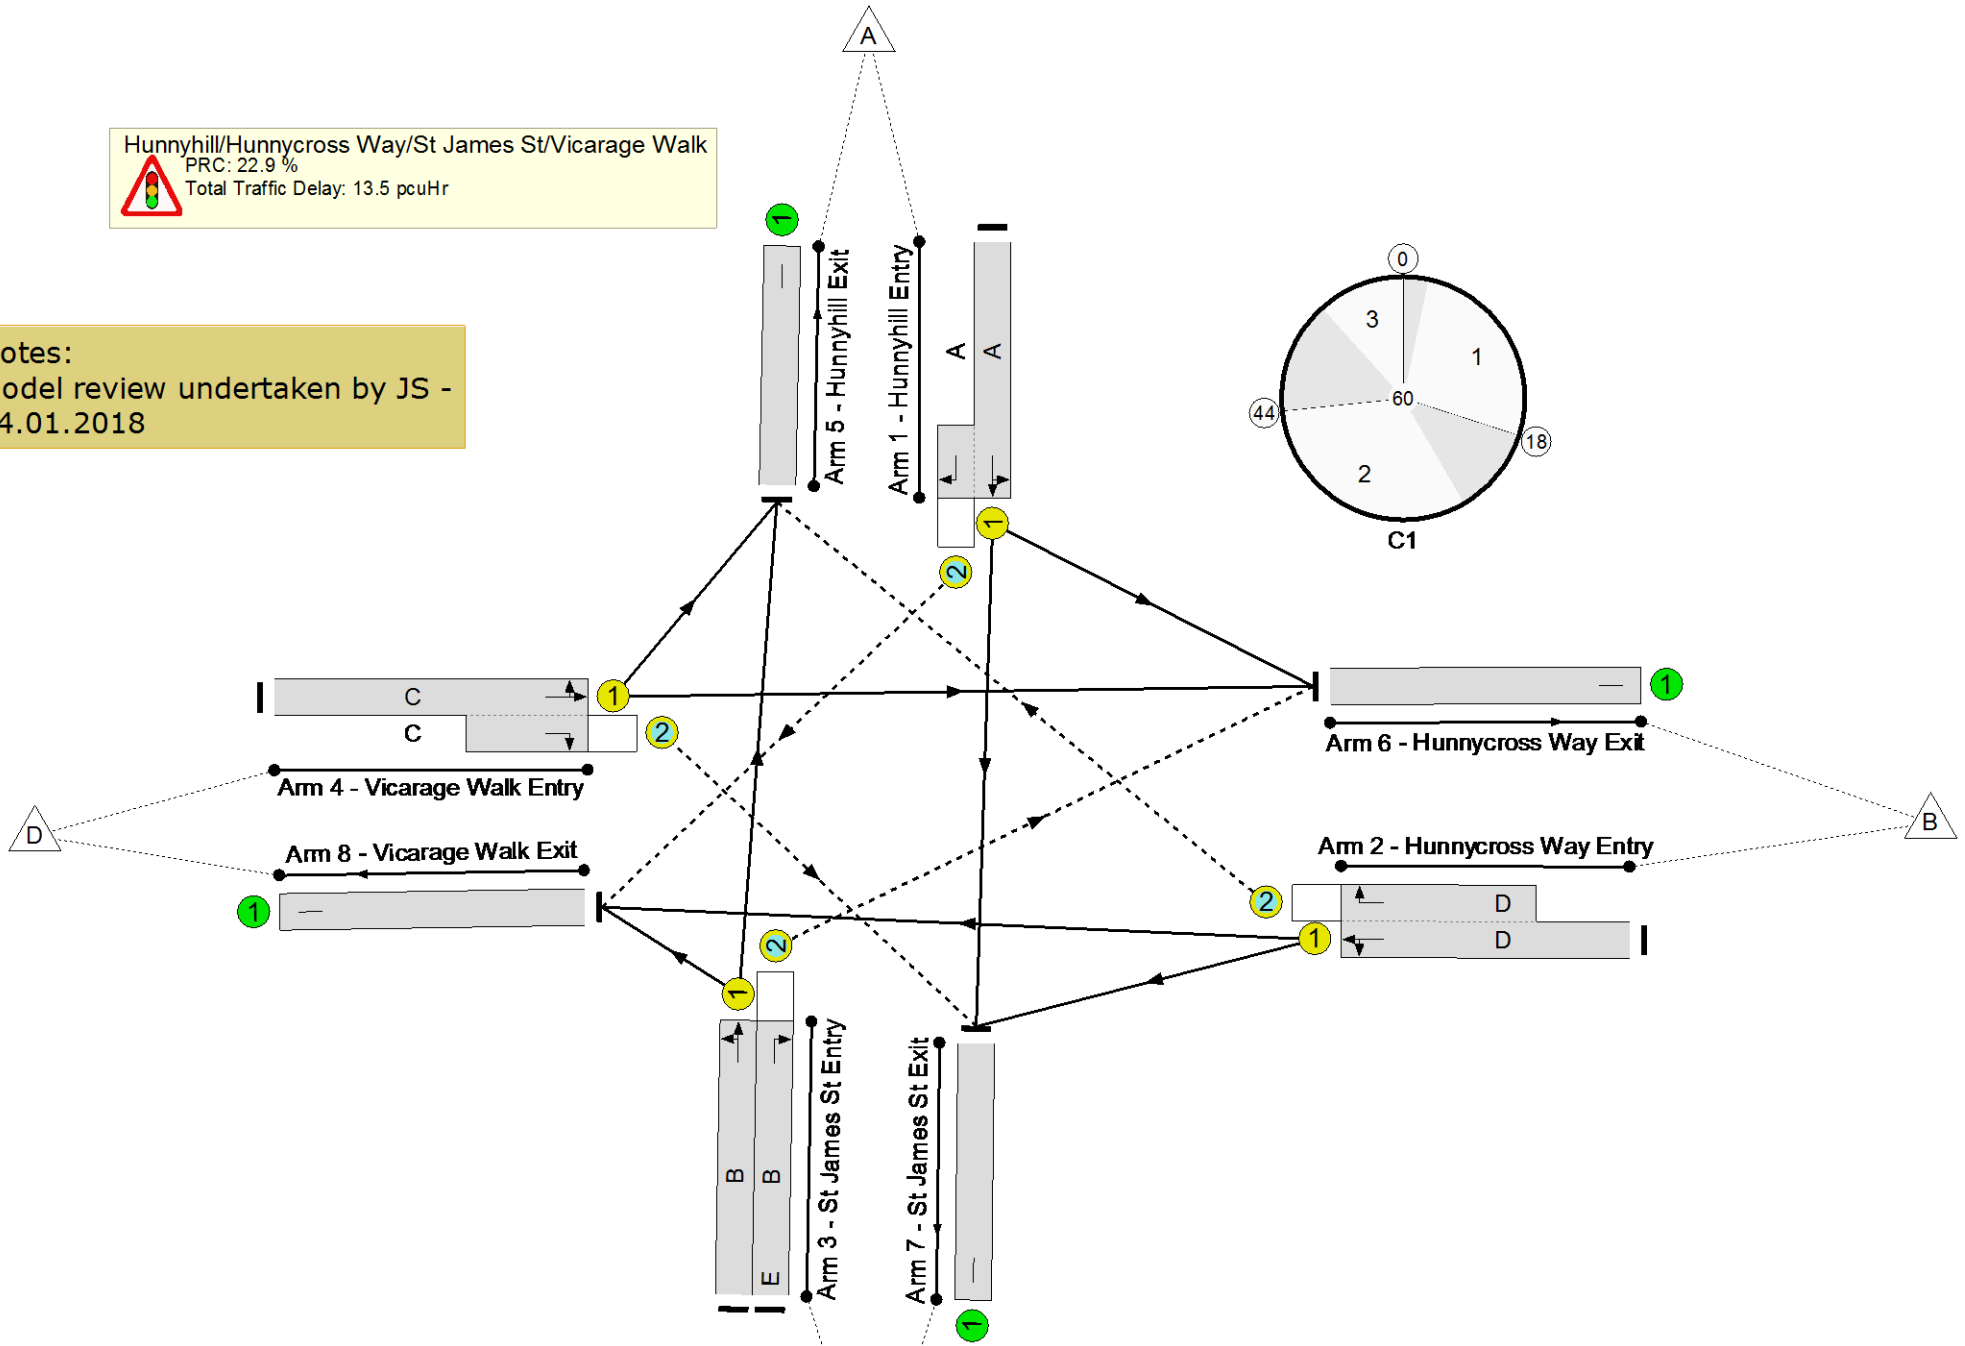 A
Hunnyhill/Hunnycross Way/St James St/Vicarage Walk
PRC: 22.9 %
Total Traffic Delay: 13.5 pcuHr
otes:
odel review undertaken by JS -
4.01.2018
1
Arm 5 - Hunnyhill Exit
Arm 1 - Hunnyhill Entry
A
A
1
2
0
3
1
60
44
18
2
C1
C
C
1
2
Arm 4 - Vicarage Walk Entry
D
Arm 8 - Vicarage Walk Exit
1
1
Arm 6 - Hunnycross Way Exit
B
Arm 2 - Hunnycross Way Entry
2
1
D
D
2
1
B
B
E
Arm 3 - St James St Entry
Arm 7 - St James St Exit
1